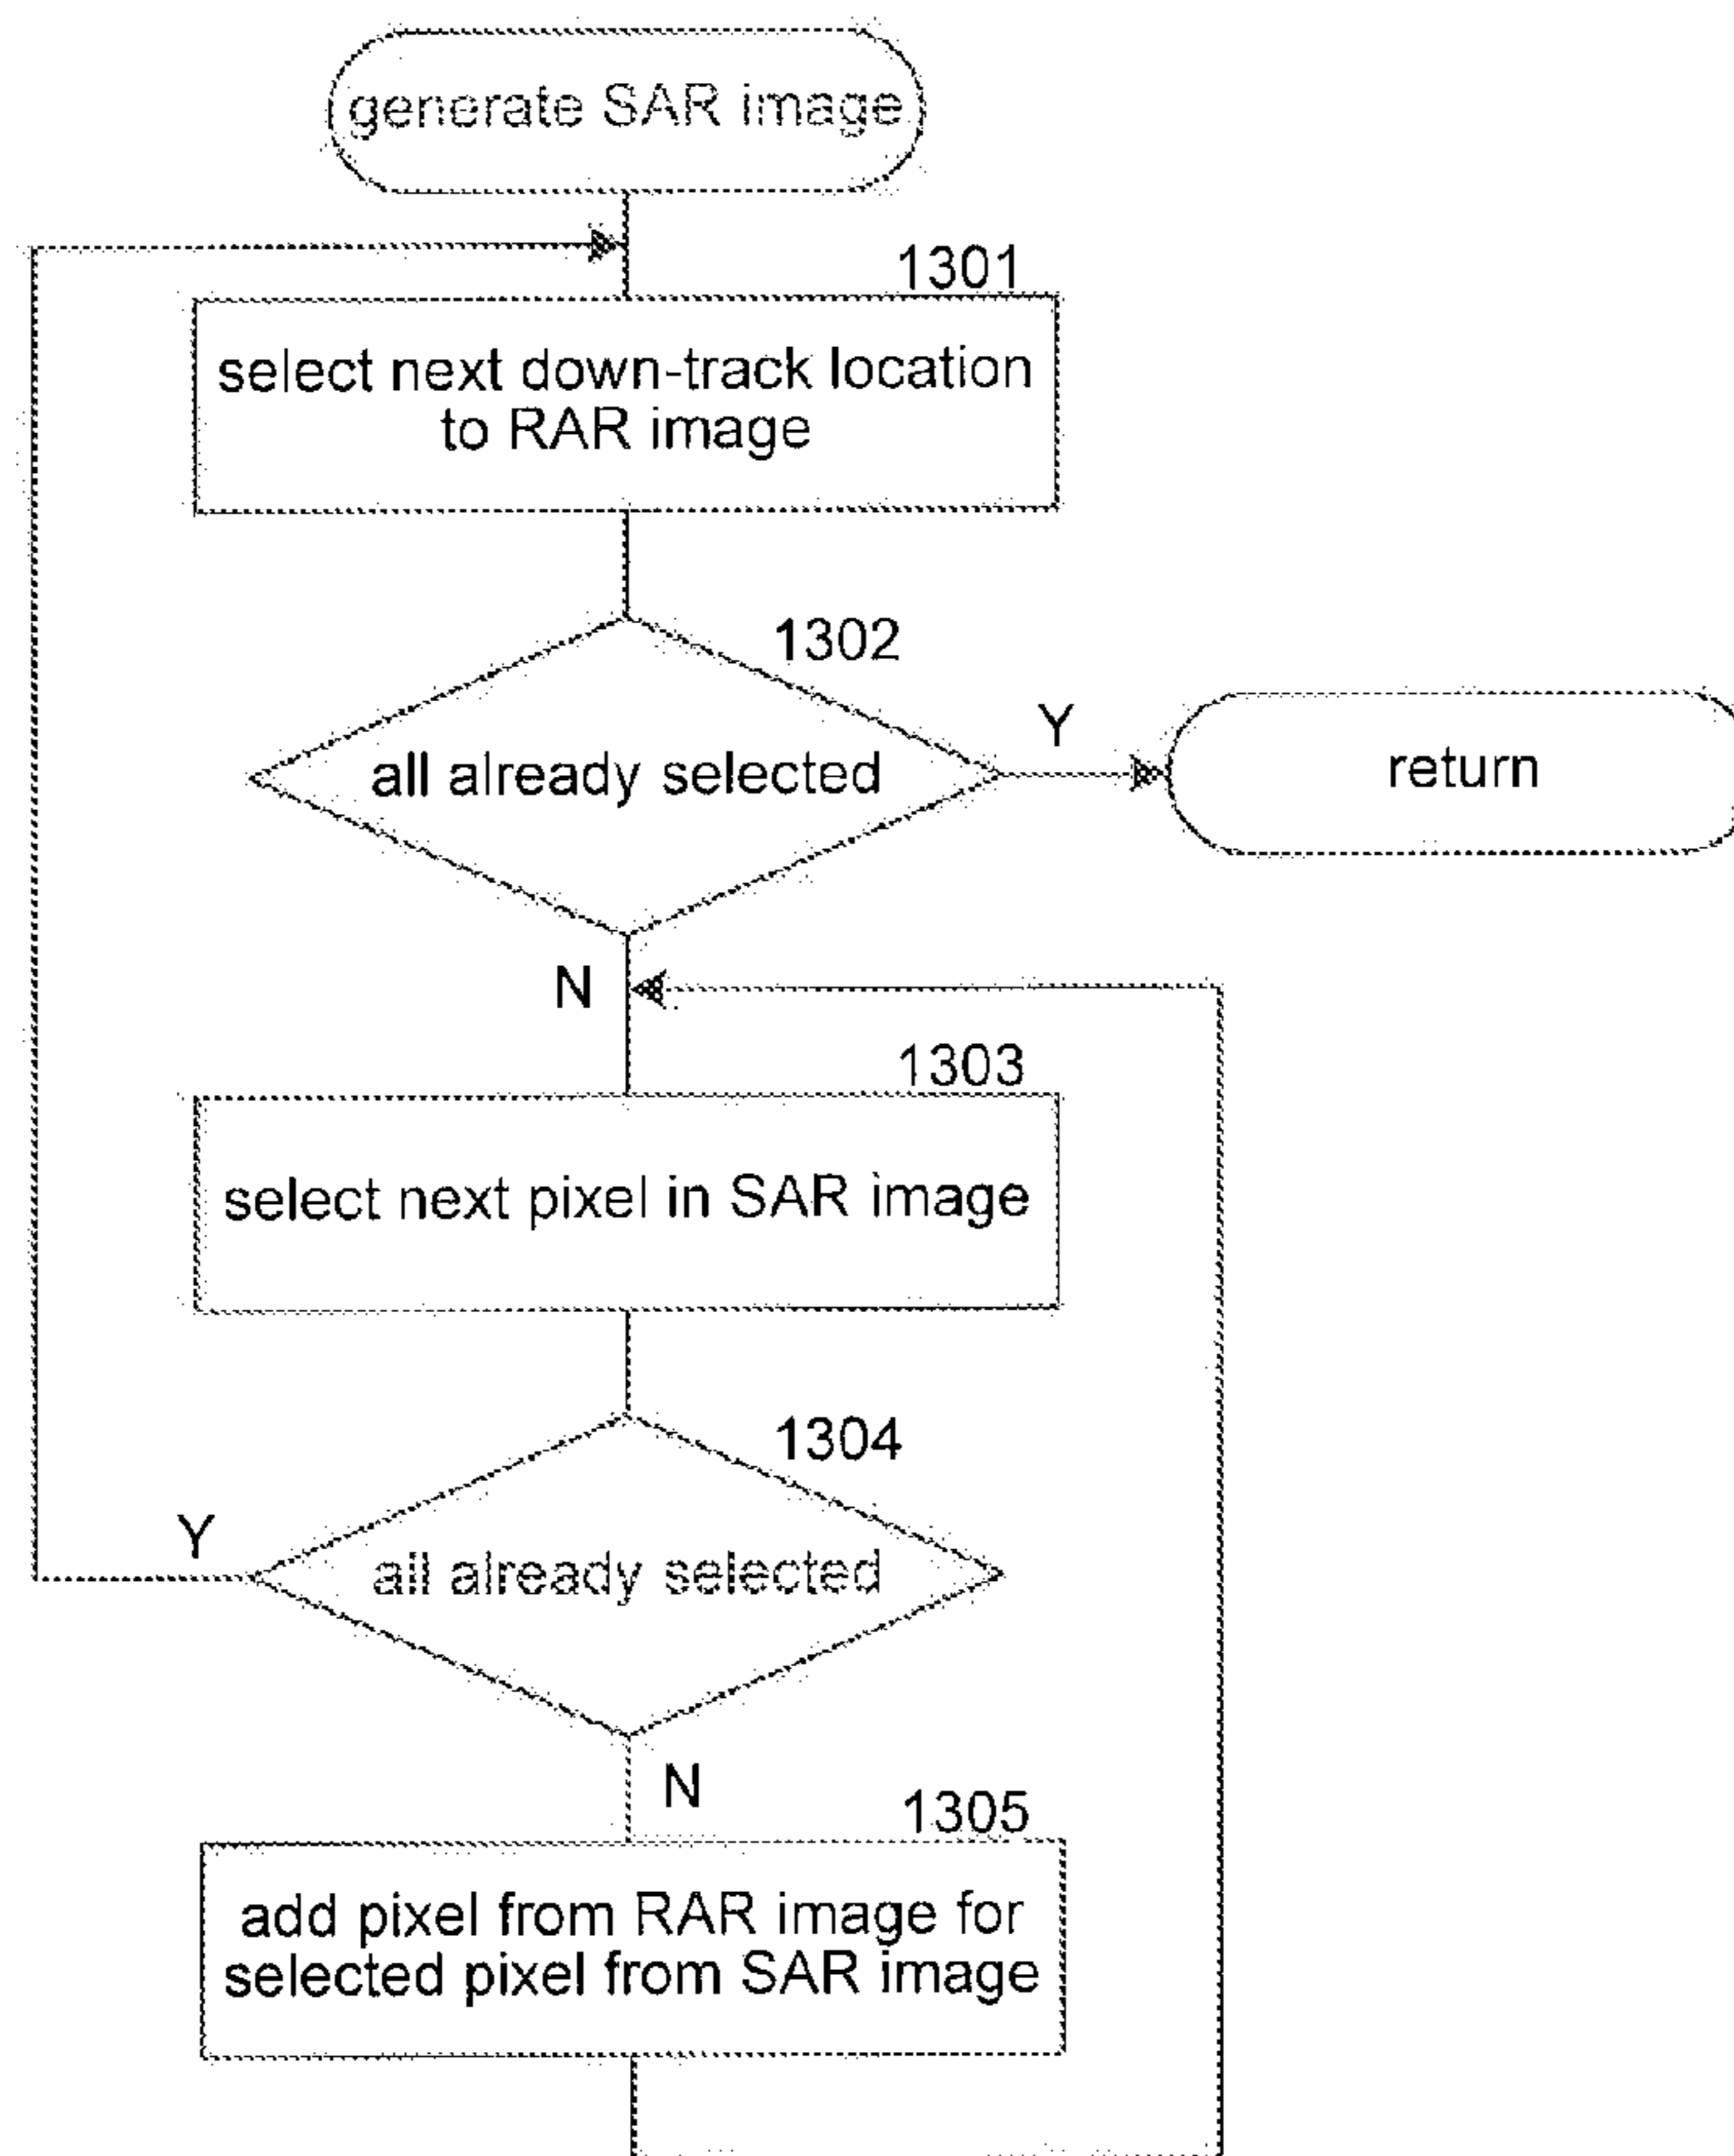 generate SAR image
1301
select next down-track location
to RAR image
1302
all already selected
Y
return
N
1303
select next pixel in SAR image
1304
Y
all already selected
N
1305
add pixel from RAR image for
selected pixel from SAR image